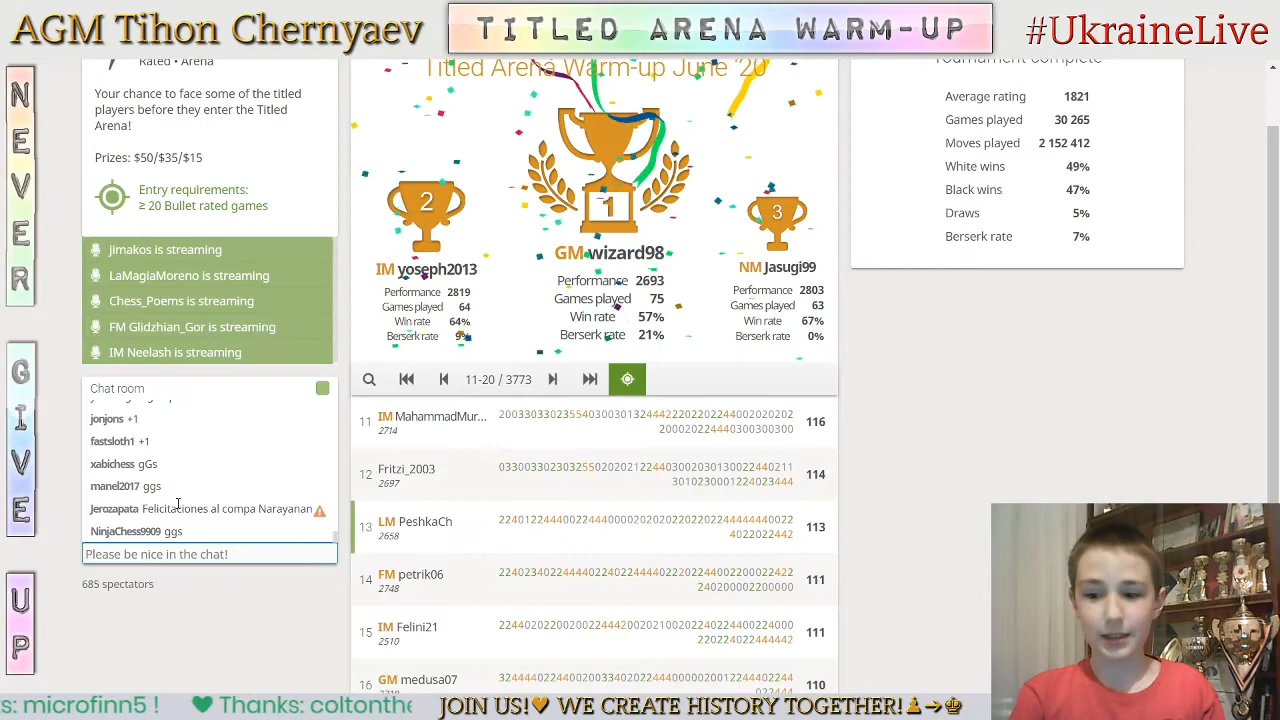 AGM Tihon Chernyaev
TITLED ARENA WARM-UP
#UkraineLive
NEVER
GIVE
UP
Rated • Arena
Your chance to face some of the titled
players before they enter the Titled
Arena!
Prizes: $50/$35/$15
Entry requirements:
≥ 20 Bullet rated games
jimakos is streaming
LaMagiaMoreno is streaming
Chess_Poems is streaming
FM Glidzhian_Gor is streaming
IM Neelash is streaming
Chat room
jonjons +1
fastsloth1 +1
xabichess gGs
manel2017 ggs
Jerozapata Felicitaciones al compa Narayanan
NinjaChess9909 ggs
Please be nice in the chat!
685 spectators
Titled Arena Warm-up June '20
2
1
3
IM yoseph2013
Performance 2819
Games played 64
Win rate 64%
Berserk rate 9%
GM wizard98
Performance 2693
Games played 75
Win rate 57%
Berserk rate 21%
NM Jasugi99
Performance 2803
Games played 63
Win rate 67%
Berserk rate 0%
11-20 / 3773
11 IM MahammadMur... 116
2714
12 Fritzi_2003 114
2697
13 LM PeshkaCh 113
2658
14 FM petrik06 111
2748
15 IM Felini21 111
2510
16 GM medusa07 110
Tournament complete
Average rating 1821
Games played 30 265
Moves played 2 152 412
White wins 49%
Black wins 47%
Draws 5%
Berserk rate 7%
s: microfinn5 ! Thanks: coltonthe
JOIN US! WE CREATE HISTORY TOGETHER!